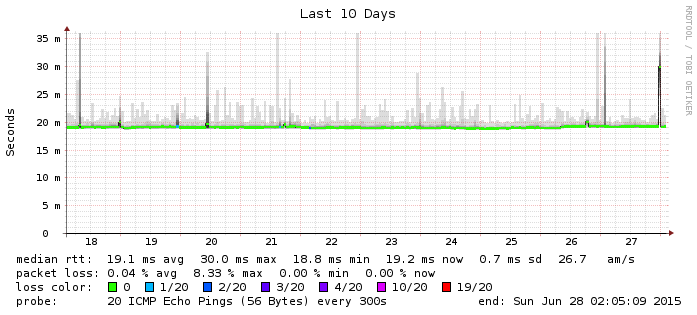 Last 10 Days
RRDTOOL / TOBI OETIKER
Seconds
35 m
30 m
25 m
20 m
15 m
10 m
5 m
0
18 19 20 21 22 23 24 25 26 27
median rtt: 19.1 ms avg 30.0 ms max 18.8 ms min 19.2 ms now 0.7 ms sd 26.7 am/s
packet loss: 0.04 % avg 8.33 % max 0.00 % min 0.00 % now
loss color: 0 1/20 2/20 3/20 4/20 10/20 19/20
probe: 20 ICMP Echo Pings (56 Bytes) every 300s end: Sun Jun 28 02:05:09 2015